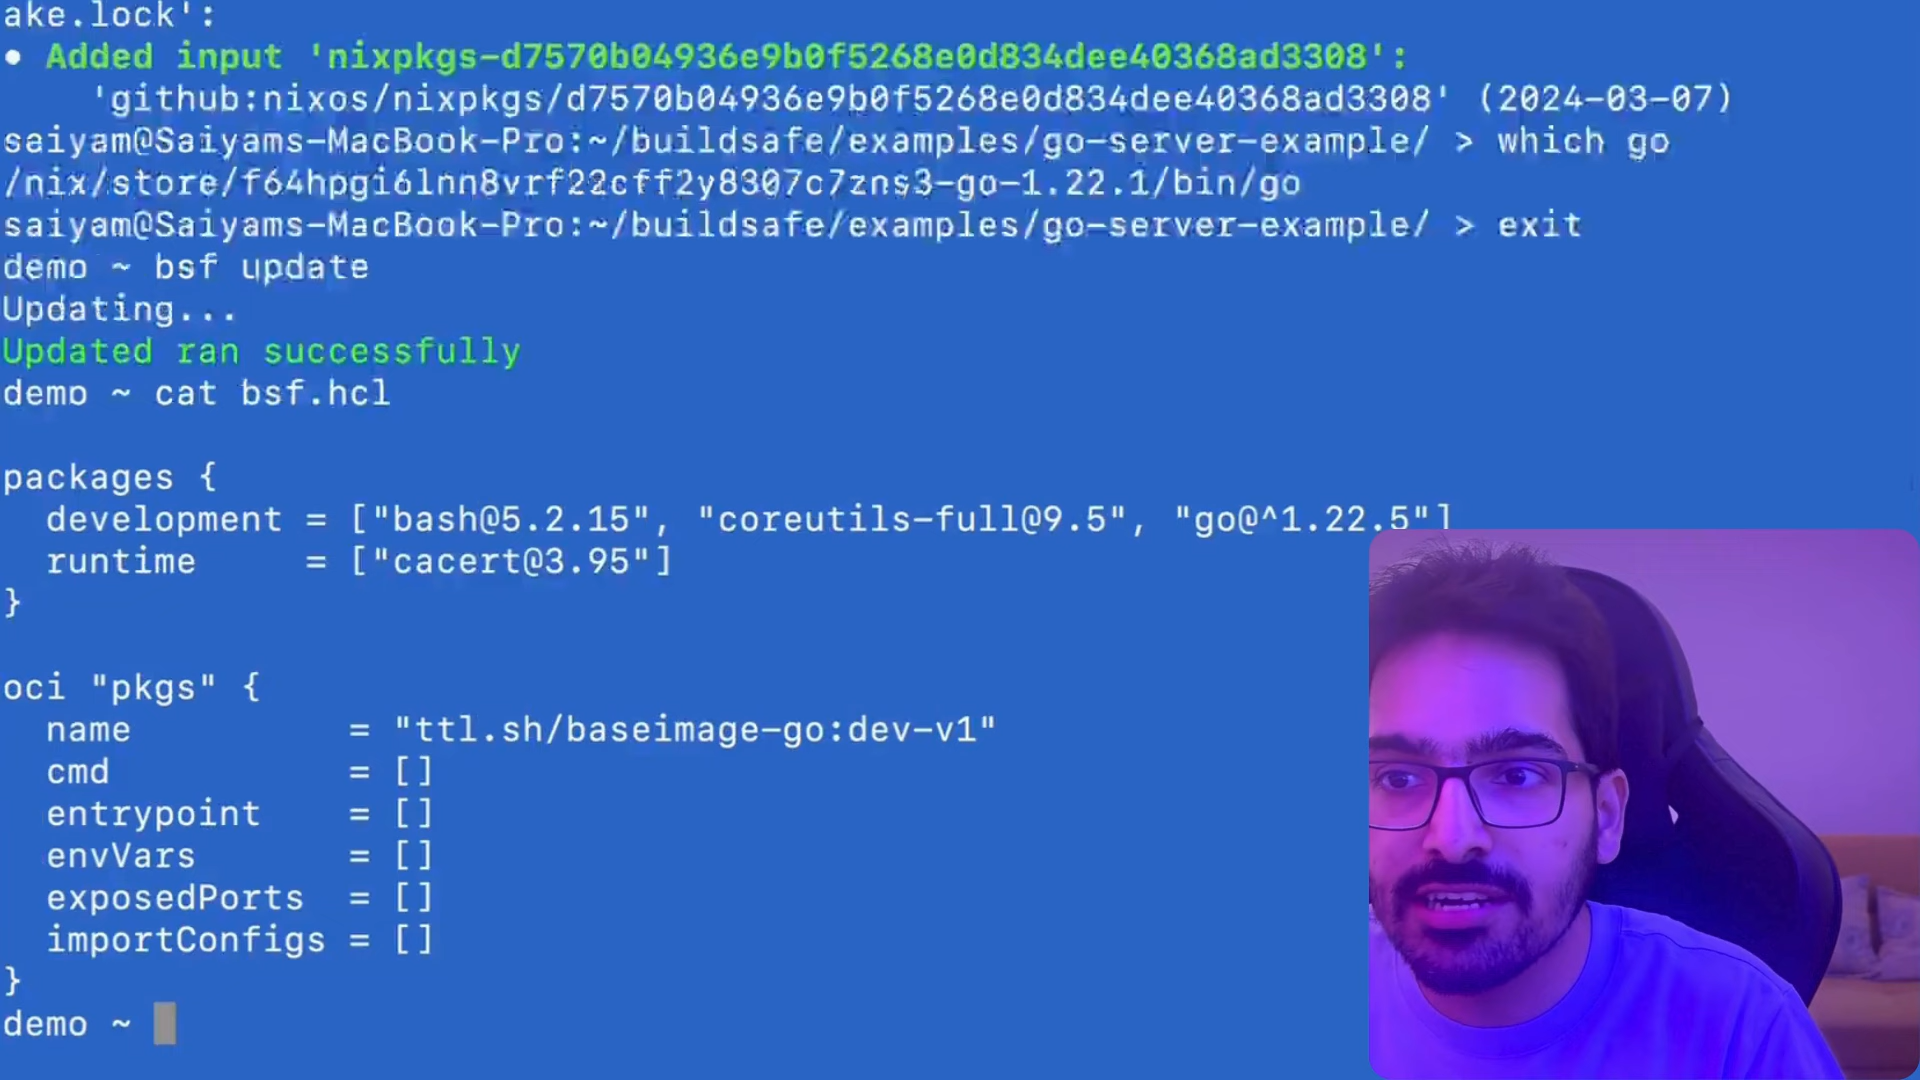 ake.lock':
• Added input 'nixpkgs-d7570b04936e9b0f5268e0d834dee40368ad3308':
'github:nixos/nixpkgs/d7570b04936e9b0f5268e0d834dee40368ad3308' (2024-03-07)
saiyam@Saiyams-MacBook-Pro:~/buildsafe/examples/go-server-example/ > which go
/nix/store/f64hpgi6lnn8vrf22cff2y8307c7zns3-go-1.22.1/bin/go
saiyam@Saiyams-MacBook-Pro:~/buildsafe/examples/go-server-example/ > exit
demo ~ bsf update
Updating...
Updated ran successfully
demo ~ cat bsf.hcl
packages {
development = ["bash@5.2.15", "coreutils-full@9.5", "go@^1.22.5"]
runtime = ["cacert@3.95"]
}
oci "pkgs" {
name = "ttl.sh/baseimage-go:dev-v1"
cmd = []
entrypoint = []
envVars = []
exposedPorts = []
importConfigs = []
}
demo ~